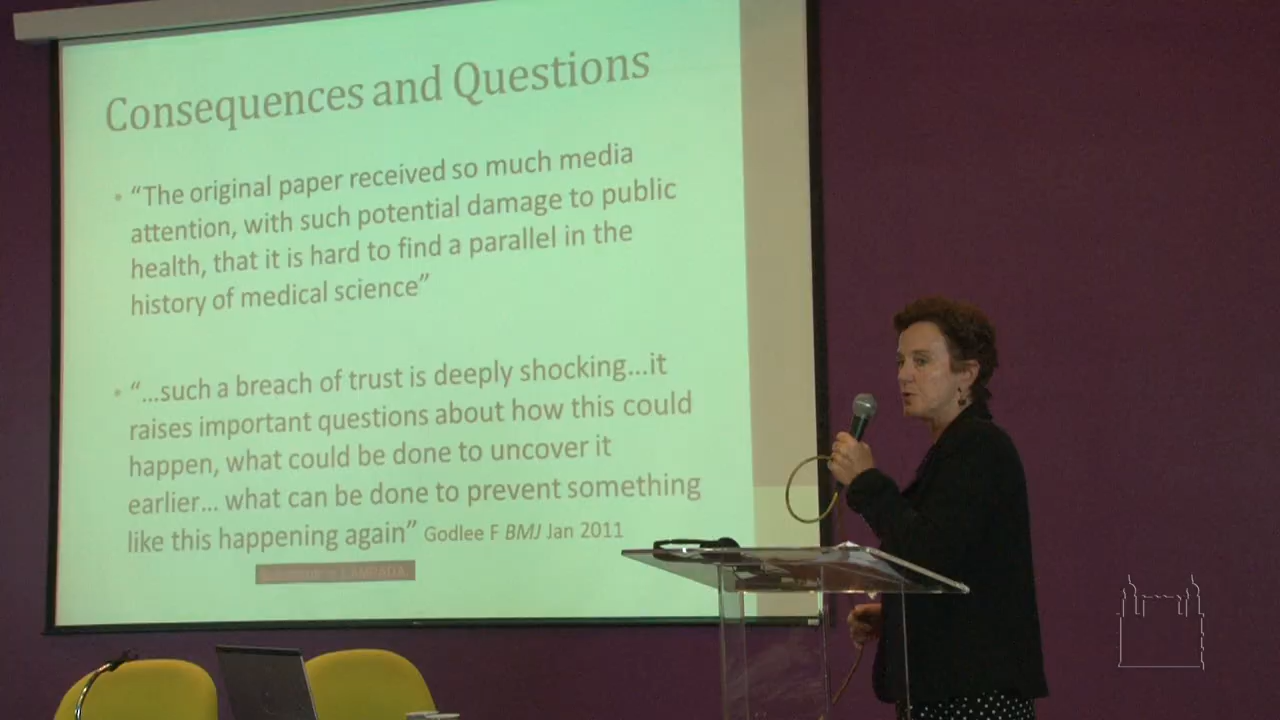 Consequences and Questions
• “The original paper received so much media
attention, with such potential damage to public
health, that it is hard to find a parallel in the
history of medical science”
• “...such a breach of trust is deeply shocking...it
raises important questions about how this could
happen, what could be done to uncover it
earlier... what can be done to prevent something
like this happening again” Godlee F BMJ Jan 2011